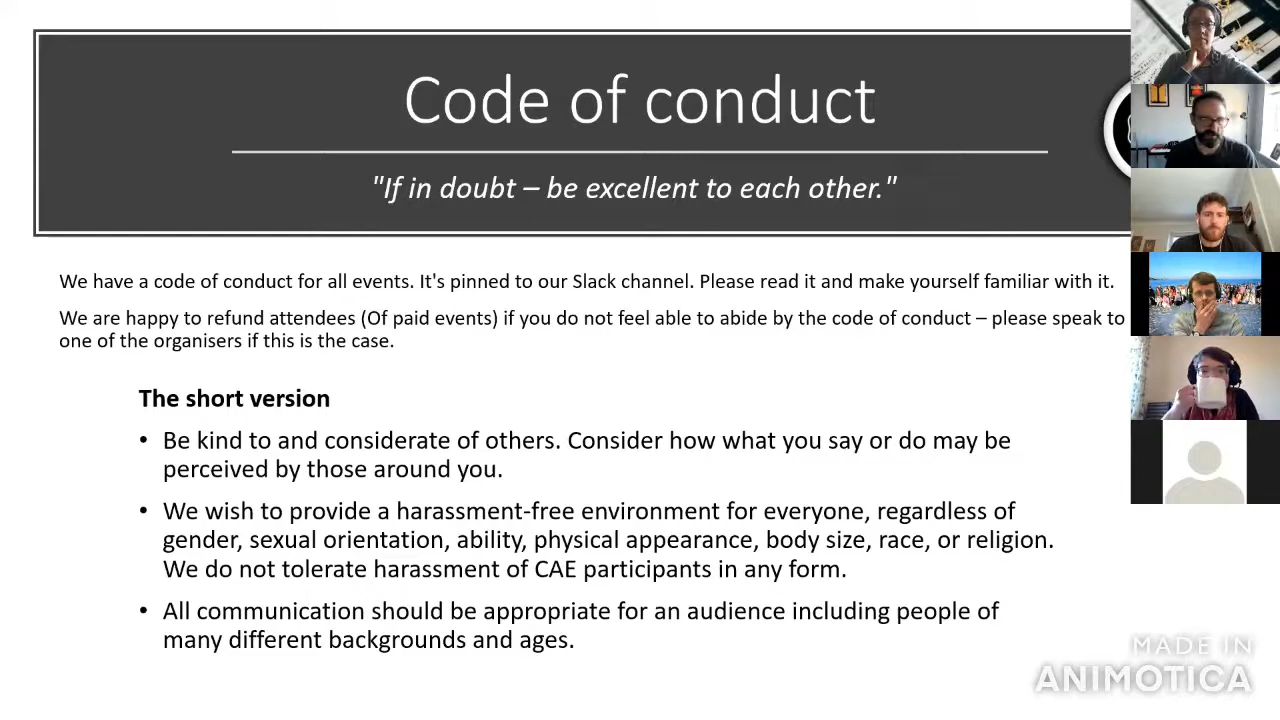 Code of conduct
"If in doubt – be excellent to each other."
We have a code of conduct for all events. It's pinned to our Slack channel. Please read it and make yourself familiar with it.
We are happy to refund attendees (Of paid events) if you do not feel able to abide by the code of conduct – please speak to
one of the organisers if this is the case.
The short version
• Be kind to and considerate of others. Consider how what you say or do may be
perceived by those around you.
• We wish to provide a harassment-free environment for everyone, regardless of
gender, sexual orientation, ability, physical appearance, body size, race, or religion.
We do not tolerate harassment of CAE participants in any form.
• All communication should be appropriate for an audience including people of
many different backgrounds and ages.
MADE IN
ANIMOTICA